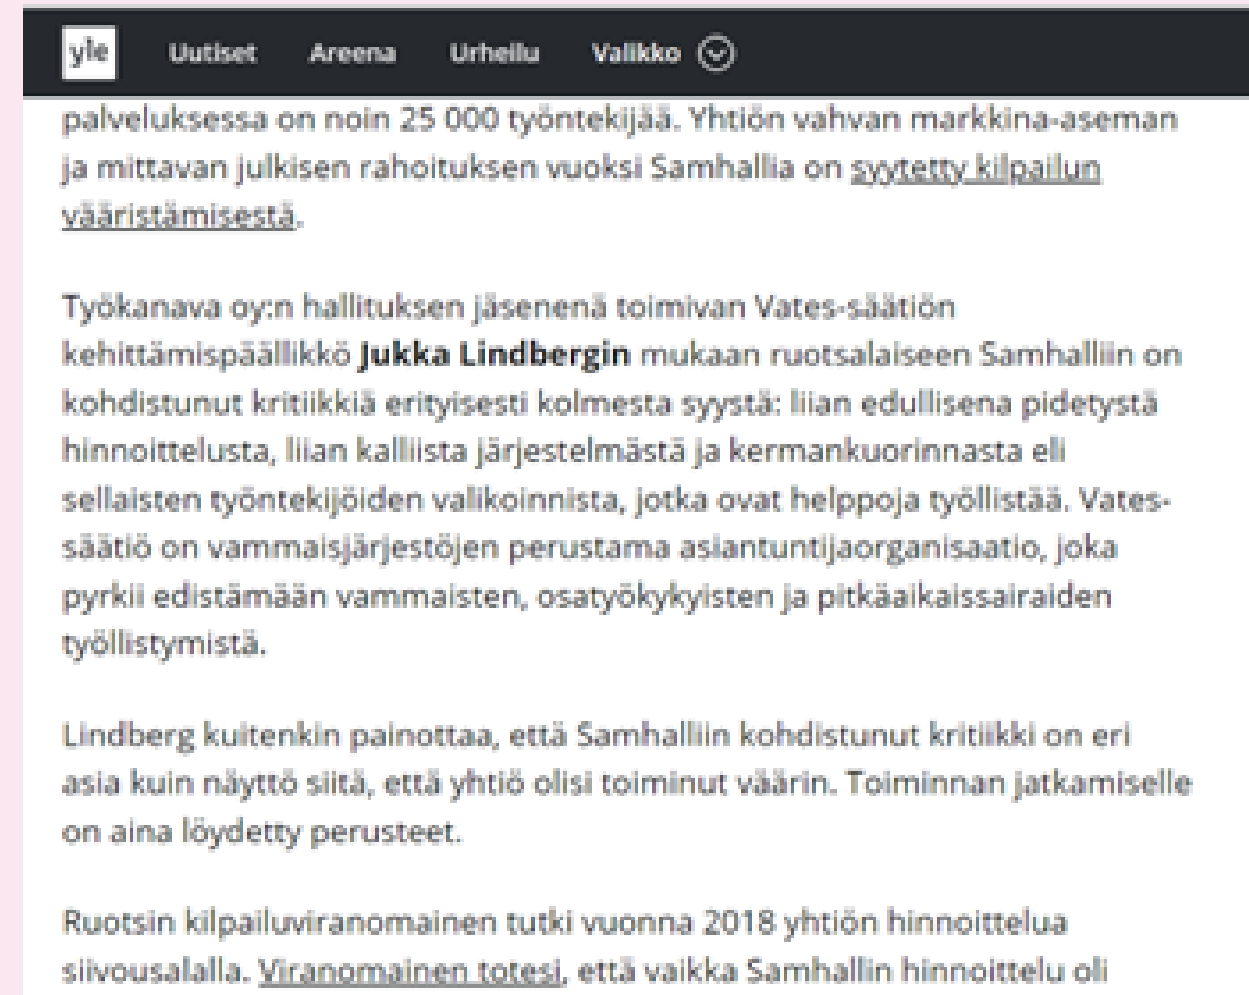 yle Uutiset Areena Urheilu Valikko
palveluksessa on noin 25 000 työntekijää. Yhtiön vahvan markkina-aseman
ja mittavan julkisen rahoituksen vuoksi Samhallia on syytetty kilpailun
vääristämisestä.
Työkanava oy:n hallituksen jäsenenä toimivan Vates-säätiön
kehittämispäällikkö Jukka Lindbergin mukaan ruotsalaiseen Samhalliin on
kohdistunut kritiikkiä erityisesti kolmesta syystä: liian edullisena pidetystä
hinnoittelusta, liian kalliista järjestelmästä ja kermankuorinnasta eli
sellaisten työntekijöiden valikoinnista, jotka ovat helppoja työllistää. Vates-
säätiö on vammaisjärjestöjen perustama asiantuntijaorganisaatio, joka
pyrkii edistämään vammaisten, osatyökykyisten ja pitkäaikaissairaiden
työllistymistä.
Lindberg kuitenkin painottaa, että Samhalliin kohdistunut kritiikki on eri
asia kuin näyttö siitä, että yhtiö olisi toiminut väärin. Toiminnan jatkamiselle
on aina löydetty perusteet.
Ruotsin kilpailuviranomainen tutki vuonna 2018 yhtiön hinnoittelua
siivousalalla. Viranomainen totesi, että vaikka Samhallin hinnoittelu oli